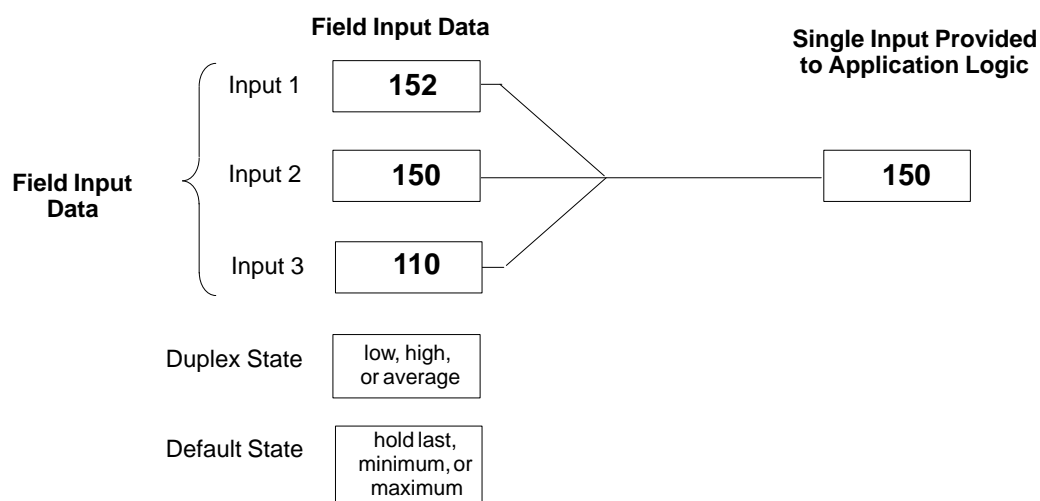 Field Input Data
Single Input Provided
to Application Logic
Input 1
152
Field Input
Data
Input 2
150
150
Input 3
110
Duplex State
low, high,
or average
Default State
hold last,
minimum, or
maximum